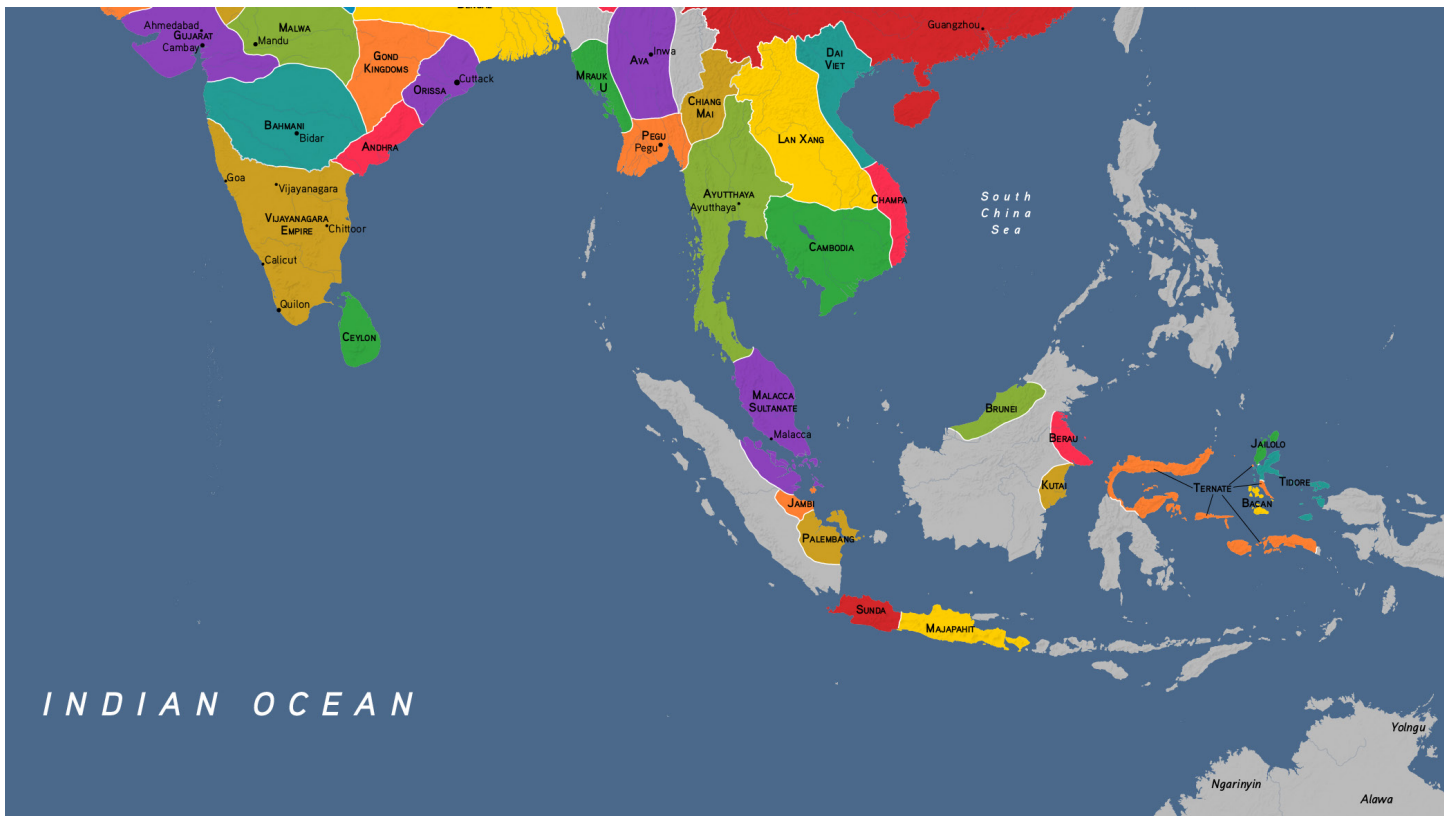 Bengal
Ahmedabad
Gujarat
Cambay
Malwa
Mandu
Gond
Kingdoms
Orissa
Cuttack
Bahmani
Bidar
Andhra
Goa
Vijayanagara
Vijayanagara
Empire
Chittoor
Calicut
Quilon
Ceylon
Mrauk
U
Ava
Inwa
Pegu
Pegu
Chiang
Mai
Ayutthaya
Ayutthaya
Lan Xang
Dai
Viet
Guangzhou
Champa
Cambodia
South
China
Sea
Malacca
Sultanate
Malacca
Jambi
Palembang
Brunei
Berau
Kutai
Jailolo
Ternate
Tidore
Bacan
Sunda
Majapahit
INDIAN OCEAN
Yolngu
Ngarinyin
Alawa